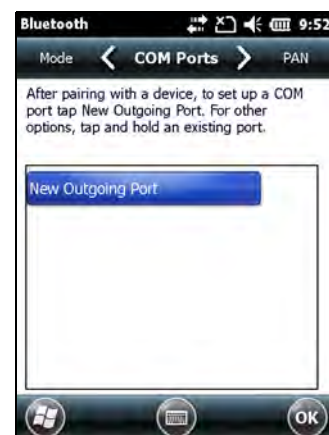 Bluetooth 9:52
Mode COM Ports PAN
After pairing with a device, to set up a COM
port tap New Outgoing Port. For other
options, tap and hold an existing port.
New Outgoing Port
OK